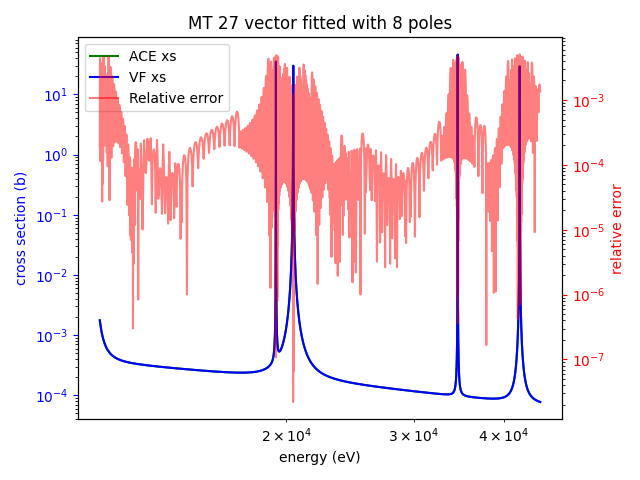 MT 27 vector fitted with 8 poles
ACE xs
VF xs
Relative error
10¹
10⁰
10⁻¹
10⁻²
10⁻³
10⁻⁴
cross section (b)
10⁻³
10⁻⁴
10⁻⁵
10⁻⁶
10⁻⁷
relative error
2 × 10⁴
3 × 10⁴
4 × 10⁴
energy (eV)